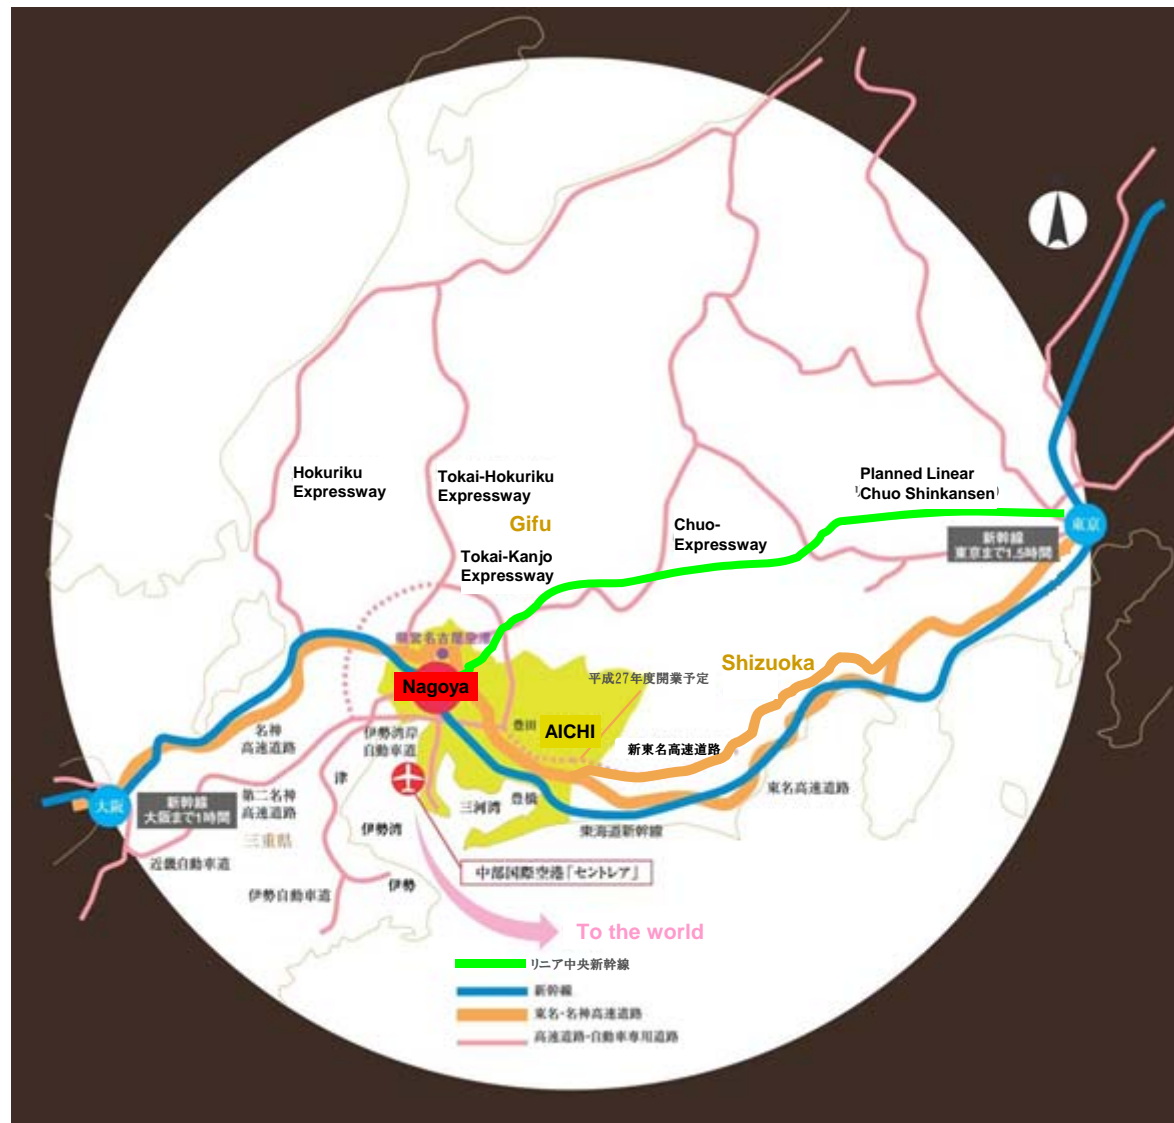 Hokuriku
Expressway
Tokai-Hokuriku
Expressway
Gifu
Tokai-Kanjo
Expressway
Chuo-
Expressway
Planned Linear
Chuo Shinkansen
東京
新幹線
東京まで1.5時間
県営名古屋空港
Nagoya
Shizuoka
平成27年度開業予定
豊田
AICHI
新東名高速道路
名神
高速道路
伊勢湾岸
自動車道
大阪
新幹線
大阪まで1時間
第二名神
高速道路
津
三重県
伊勢湾
三河湾
豊橋
東海道新幹線
東名高速道路
近畿自動車道
伊勢自動車道
伊勢
中部国際空港「セントレア」
To the world
リニア中央新幹線
新幹線
東名・名神高速道路
高速道路・自動車専用道路